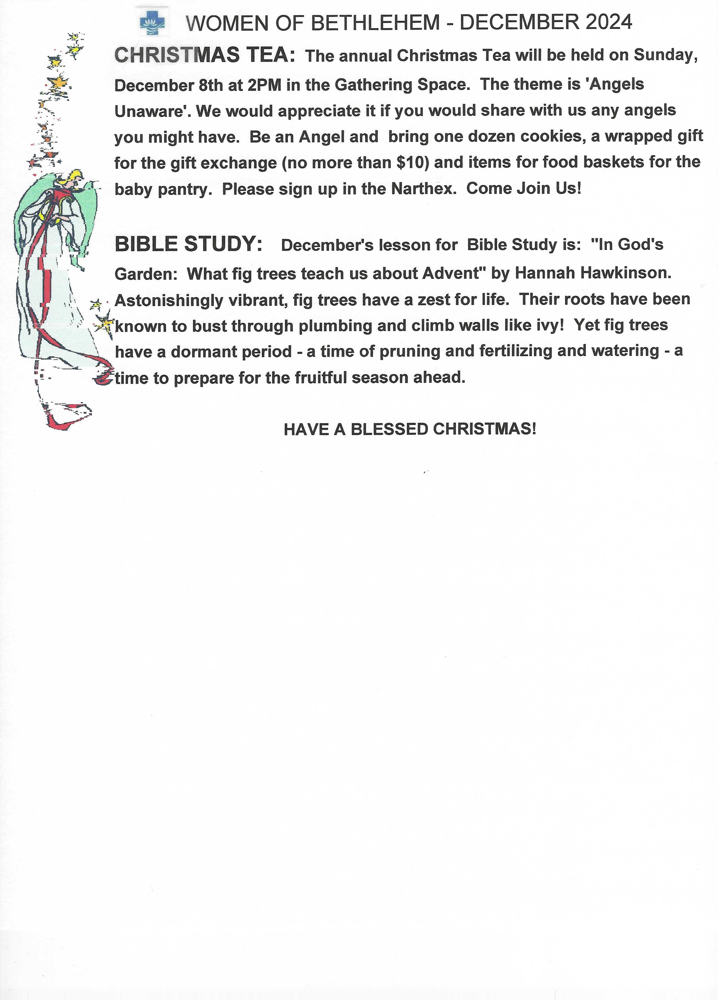 WOMEN OF BETHLEHEM - DECEMBER 2024
CHRISTMAS TEA: The annual Christmas Tea will be held on Sunday,
December 8th at 2PM in the Gathering Space. The theme is 'Angels
Unaware'. We would appreciate it if you would share with us any angels
you might have. Be an Angel and bring one dozen cookies, a wrapped gift
for the gift exchange (no more than $10) and items for food baskets for the
baby pantry. Please sign up in the Narthex. Come Join Us!
BIBLE STUDY: December's lesson for Bible Study is: "In God's
Garden: What fig trees teach us about Advent" by Hannah Hawkinson.
Astonishingly vibrant, fig trees have a zest for life. Their roots have been
known to bust through plumbing and climb walls like ivy! Yet fig trees
have a dormant period - a time of pruning and fertilizing and watering - a
time to prepare for the fruitful season ahead.
HAVE A BLESSED CHRISTMAS!